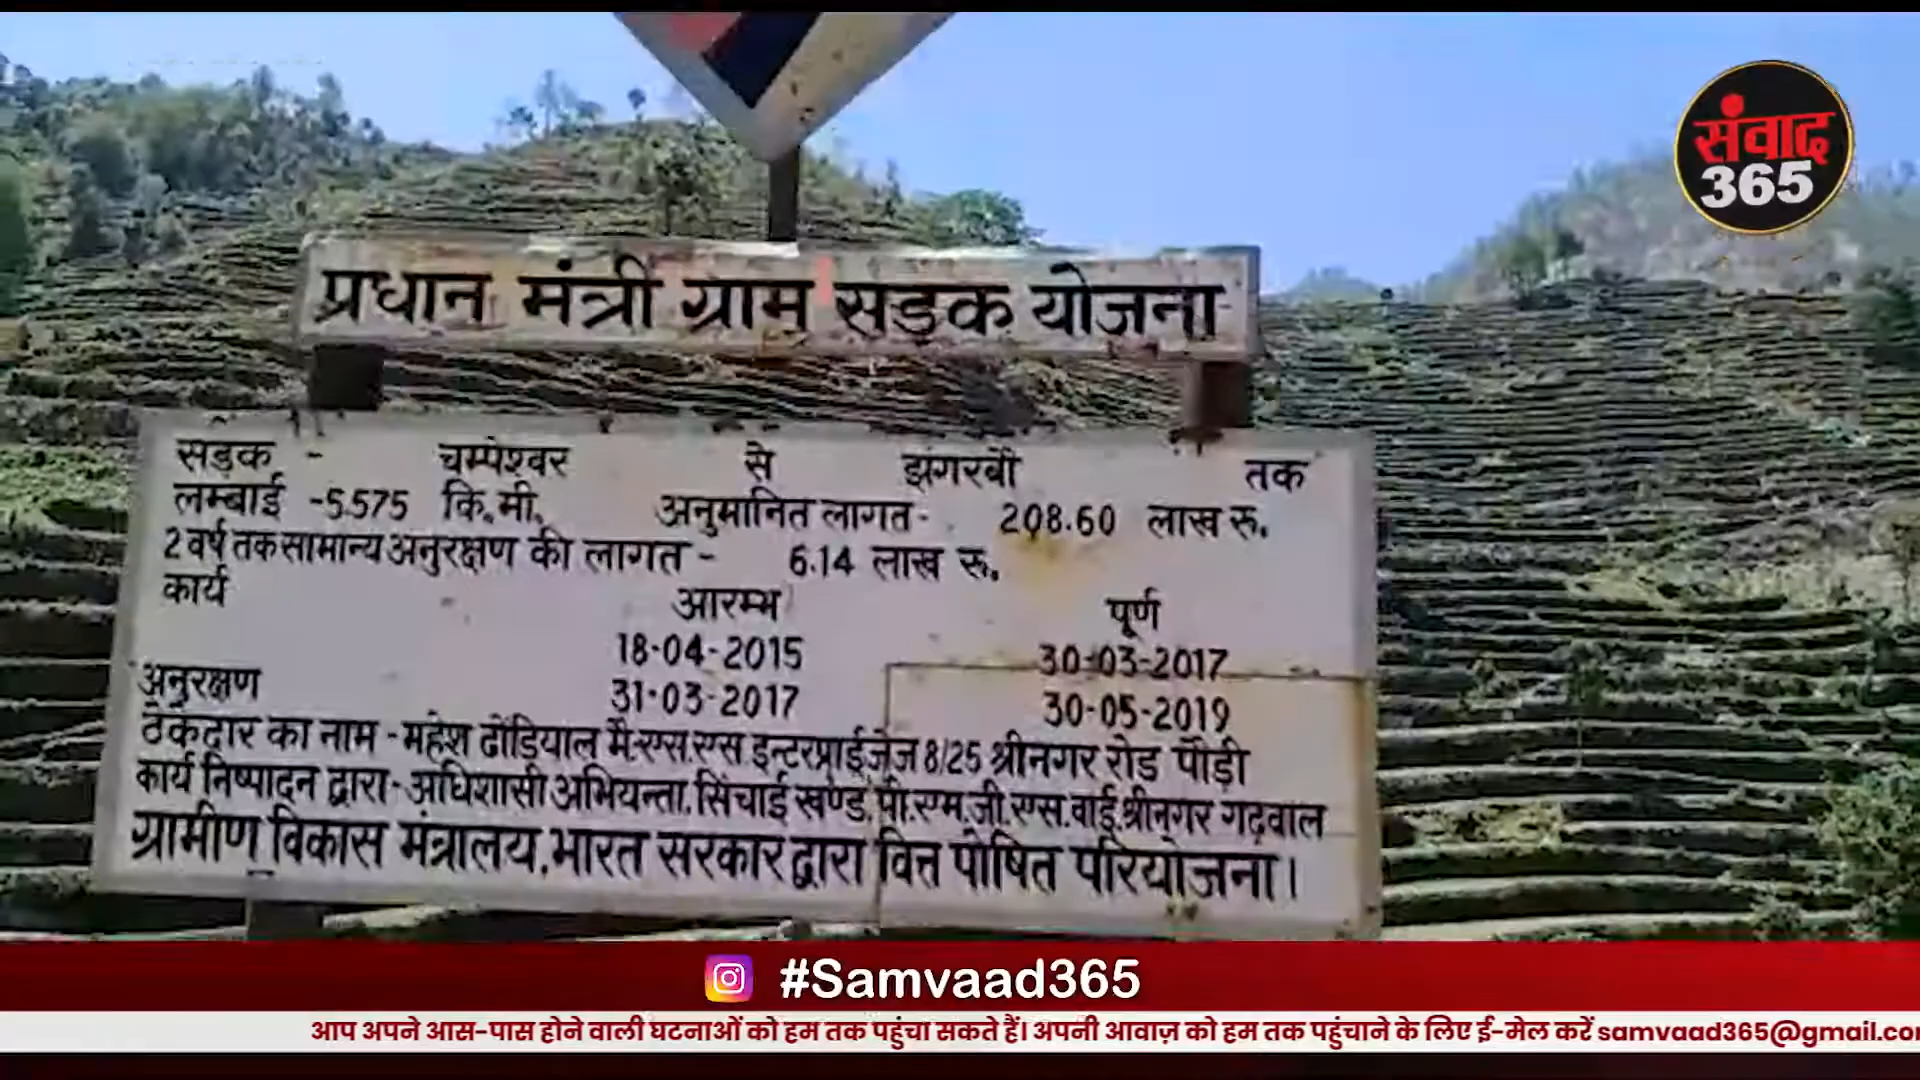 संवाद
365
प्रधान मंत्री ग्राम सड़क योजना
सड़क - चम्पेश्वर से झंगरबौ तक
लम्बाई -5.575 कि.मी. अनुमानित लागत- 208.60 लाख रू.
2 वर्ष तक सामान्य अनुरक्षण की लागत - 6.14 लाख रू.
कार्य आरम्भ पूर्ण
18-04-2015 30-03-2017
अनुरक्षण 31-03-2017 30-05-2019
ठेकेदार का नाम - महेश ढौंडियाल मै.एस.एस. इन्टरप्राईजेज 8/25 श्रीनगर रोड पौड़ी
कार्य निष्पादन द्वारा- अधिशासी अभियन्ता, सिंचाई खण्ड, पी.एम.जी.एस.वाई. श्रीनगर गढ़वाल
ग्रामीण विकास मंत्रालय, भारत सरकार द्वारा वित्त पोषित परियोजना।
#Samvaad365
आप अपने आस-पास होने वाली घटनाओं को हम तक पहुंचा सकते हैं। अपनी आवाज़ को हम तक पहुंचाने के लिए ई-मेल करें samvaad365@gmail.co